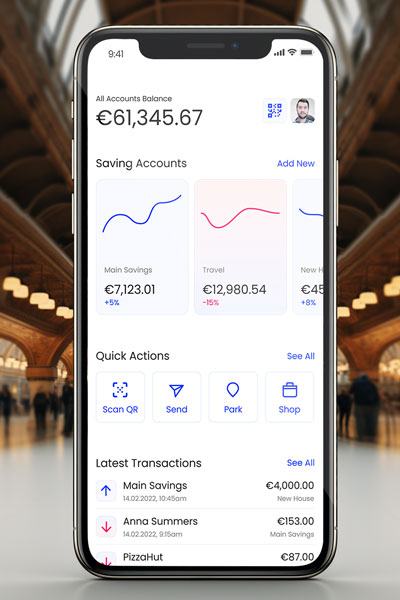 9:41
All Accounts Balance
€61,345.67
Saving Accounts Add New
Main Savings Travel New H
€7,123.01 €12,980.54 €45
+5% -15% +8%
Quick Actions See All
Scan QR Send Park Shop
Latest Transactions See All
Main Savings €4,000.00
14.02.2022, 10:45am New House
Anna Summers €153.00
14.02.2022, 9:15am Main Savings
PizzaHut €87.00